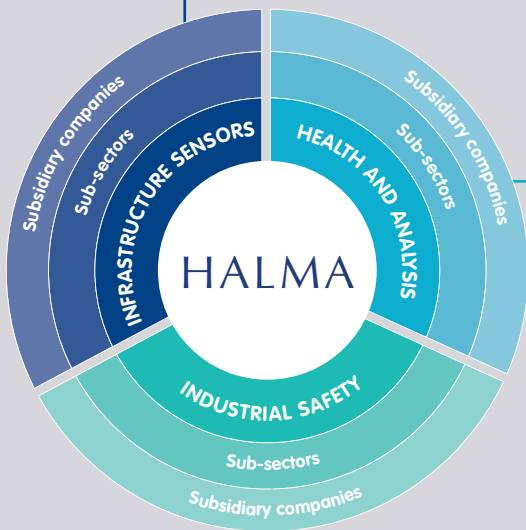 HALMA
INFRASTRUCTURE SENSORS
Sub-sectors
Subsidiary companies
HEALTH AND ANALYSIS
Sub-sectors
Subsidiary companies
INDUSTRIAL SAFETY
Sub-sectors
Subsidiary companies